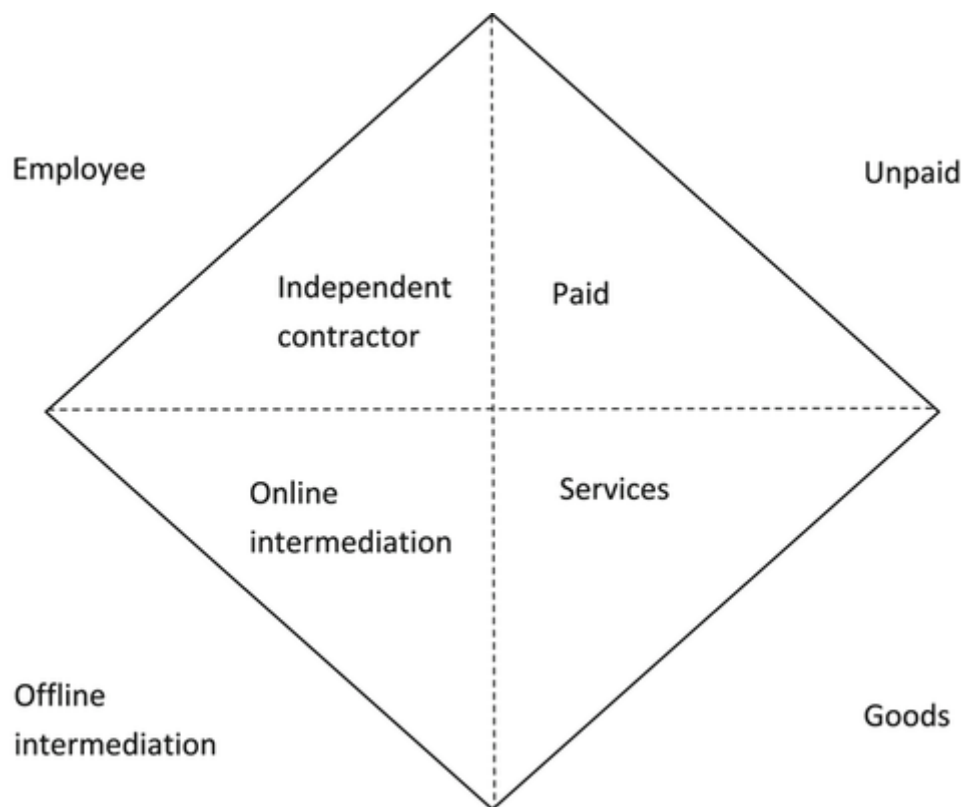 Employee
Unpaid
Independent
contractor
Paid
Online
intermediation
Services
Offline
intermediation
Goods